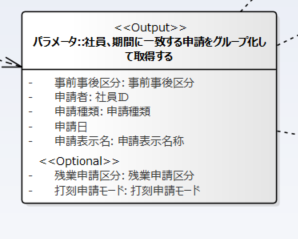 <<Output>>
パラメータ::社員、期間に一致する申請をグループ化し
て取得する
- 事前事後区分: 事前事後区分
- 申請者: 社員ID
- 申請種類: 申請種類
- 申請日
- 申請表示名: 申請表示名称
<<Optional>>
- 残業申請区分: 残業申請区分
- 打刻申請モード: 打刻申請モード